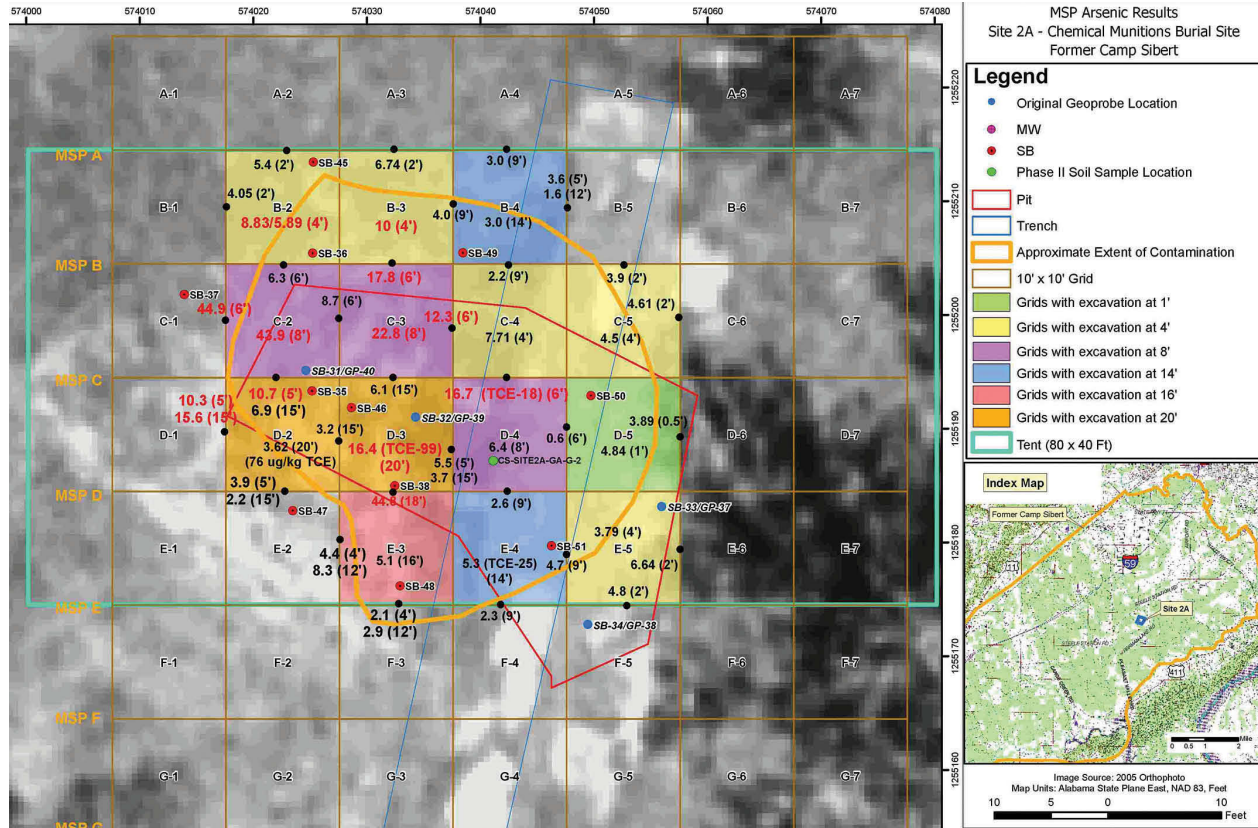 574000 574010 574020 574030 574040 574050 574060 574070 574080
A-1 A-2 A-3 A-4 A-5 A-6 A-7
1255220
MSP A
5.4 (2')
SB-45
6.74 (2')
3.0 (9')
3.6 (5')
1.6 (12')
4.05 (2')
B-1 B-2 B-3 B-4 B-5 B-6 B-7
1255210
8.83/5.89 (4')
10 (4')
4.0 (9')
3.0 (14')
SB-36
SB-49
MSP B
6.3 (6')
17.8 (6')
2.2 (9')
3.9 (2')
SB-37
44.9 (6')
8.7 (6')
4.61 (2')
1255200
C-1 C-2 C-3 C-4 C-5 C-6 C-7
12.3 (6')
43.9 (8')
22.8 (8')
7.71 (4')
4.5 (4')
SB-31/GP-40
MSP C
10.7 (5')
SB-35
6.1 (15')
16.7 (TCE-18) (6')
SB-50
10.3 (5')
15.6 (15')
6.9 (15')
SB-46
SB-32/GP-39
3.89 (0.5')
1255190
3.2 (15')
0.6 (6')
D-1 D-2 D-3 D-4 D-5 D-6 D-7
3.62 (20')
(76 ug/kg TCE)
16.4 (TCE-99)
(20')
6.4 (8')
4.84 (1')
CS-SITE2A-GA-G-2
5.5 (5')
3.7 (15')
3.9 (5')
2.2 (15')
SB-38
MSP D
44.8 (18')
2.6 (9')
SB-47
SB-33/GP-37
1255180
3.79 (4')
E-1 E-2 E-3 E-4 E-5 E-6 E-7
4.4 (4')
8.3 (12')
5.1 (16')
SB-51
5.3 (TCE-25)
(14')
4.7 (9')
6.64 (2')
SB-48
4.8 (2')
MSP E
2.1 (4')
2.9 (12')
2.3 (9')
SB-34/GP-38
F-1 F-2 F-3 F-4 F-5 F-6 F-7
1255170
MSP F
G-1 G-2 G-3 G-4 G-5 G-6 G-7
1255160
MSP G
MSP Arsenic Results
Site 2A - Chemical Munitions Burial Site
Former Camp Sibert
Legend
Original Geoprobe Location
MW
SB
Phase II Soil Sample Location
Pit
Trench
Approximate Extent of Contamination
10' x 10' Grid
Grids with excavation at 1'
Grids with excavation at 4'
Grids with excavation at 8'
Grids with excavation at 14'
Grids with excavation at 16'
Grids with excavation at 20'
Tent (80 x 40 Ft)
Index Map
Former Camp Sibert
11
59
Site 2A
411
Mile
0 0.5 1 2
Image Source: 2005 Orthophoto
Map Units: Alabama State Plane East, NAD 83, Feet
10 5 0 10
Feet